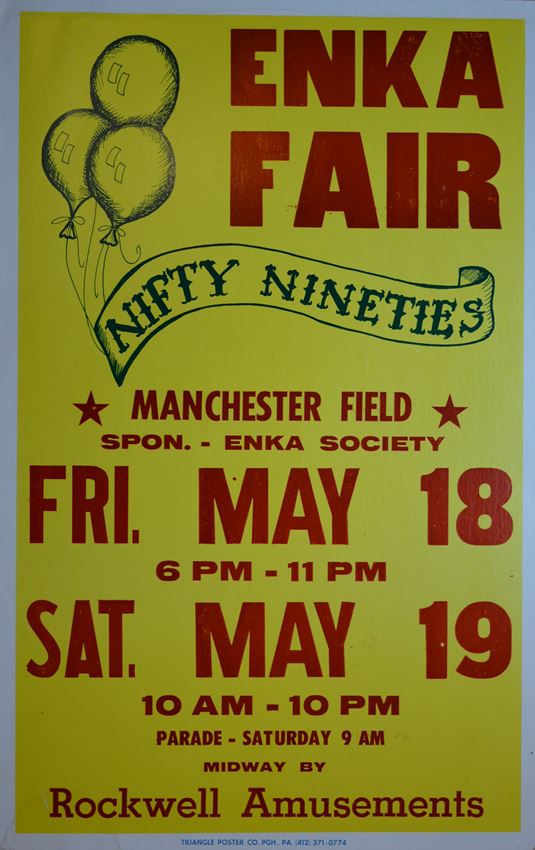 ENKA
FAIR
NIFTY NINETIES
★ MANCHESTER FIELD ★
SPON. - ENKA SOCIETY
FRI. MAY 18
6 PM - 11 PM
SAT. MAY 19
10 AM - 10 PM
PARADE - SATURDAY 9 AM
MIDWAY BY
Rockwell Amusements
TRIANGLE POSTER CO. PGH., PA. (412) 371-0774